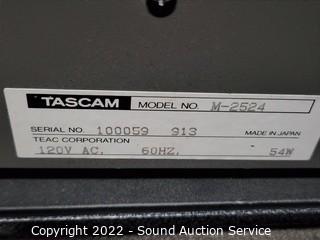 TASCAM MODEL NO. M-2524
SERIAL NO. 100059 913 MADE IN JAPAN
TEAC CORPORATION
120V AC. 60HZ. 54W
Copyright 2022 - Sound Auction Service